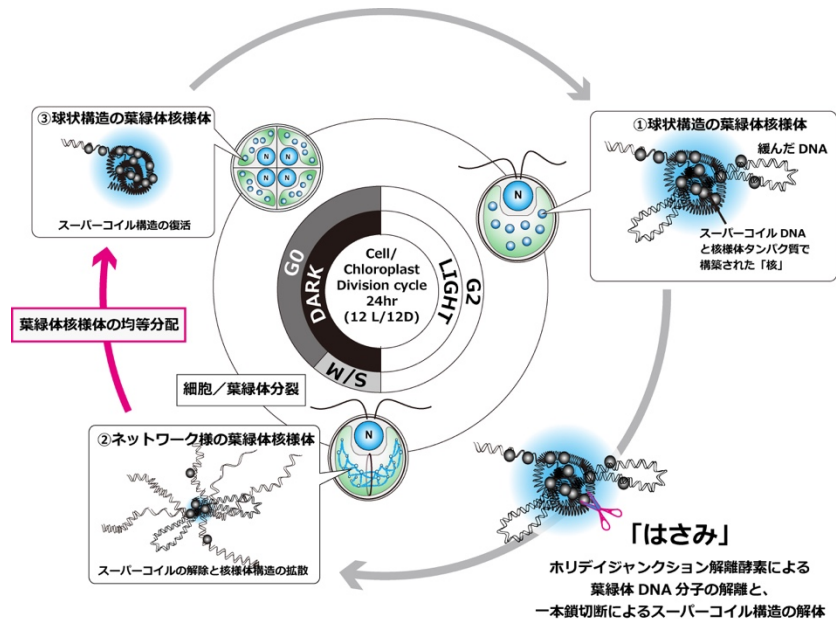 ③球状構造の葉緑体核様体
スーパーコイル構造の復活
①球状構造の葉緑体核様体
緩んだ DNA
スーパーコイル DNA
と核様体タンパク質で
構築された「核」
N
N
N
N
N
G0
DARK
Cell/
Chloroplast
Division cycle
24hr
(12 L/12D)
LIGHT
G2
S/M
葉緑体核様体の均等分配
細胞／葉緑体分裂
②ネットワーク様の葉緑体核様体
スーパーコイルの解除と核様体構造の拡散
N
「はさみ」
ホリデイジャンクション解離酵素による
葉緑体 DNA 分子の解離と、
一本鎖切断によるスーパーコイル構造の解体